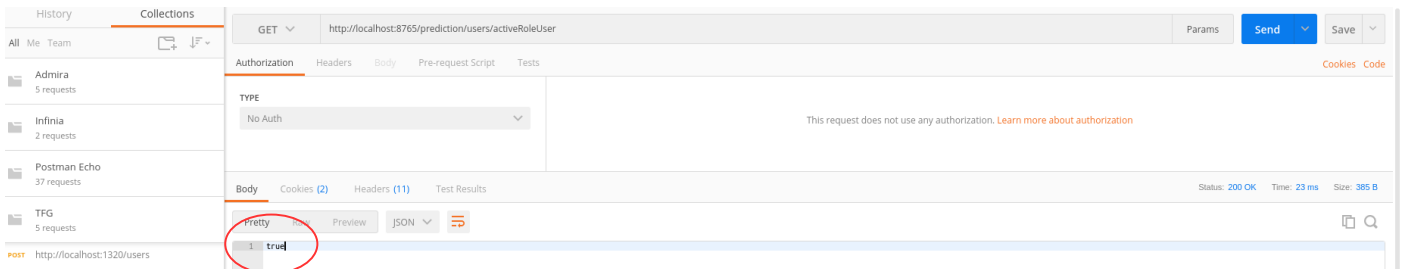 History Collections
All Me Team
Admira
5 requests
Infinia
2 requests
Postman Echo
37 requests
TFG
5 requests
POST http://localhost:1320/users
GET http://localhost:8765/prediction/users/activeRoleUser Params Send Save
Authorization Headers Body Pre-request Script Tests Cookies Code
TYPE
No Auth
This request does not use any authorization. Learn more about authorization
Body Cookies (2) Headers (11) Test Results Status: 200 OK Time: 23 ms Size: 385 B
Pretty Raw Preview JSON
1 true